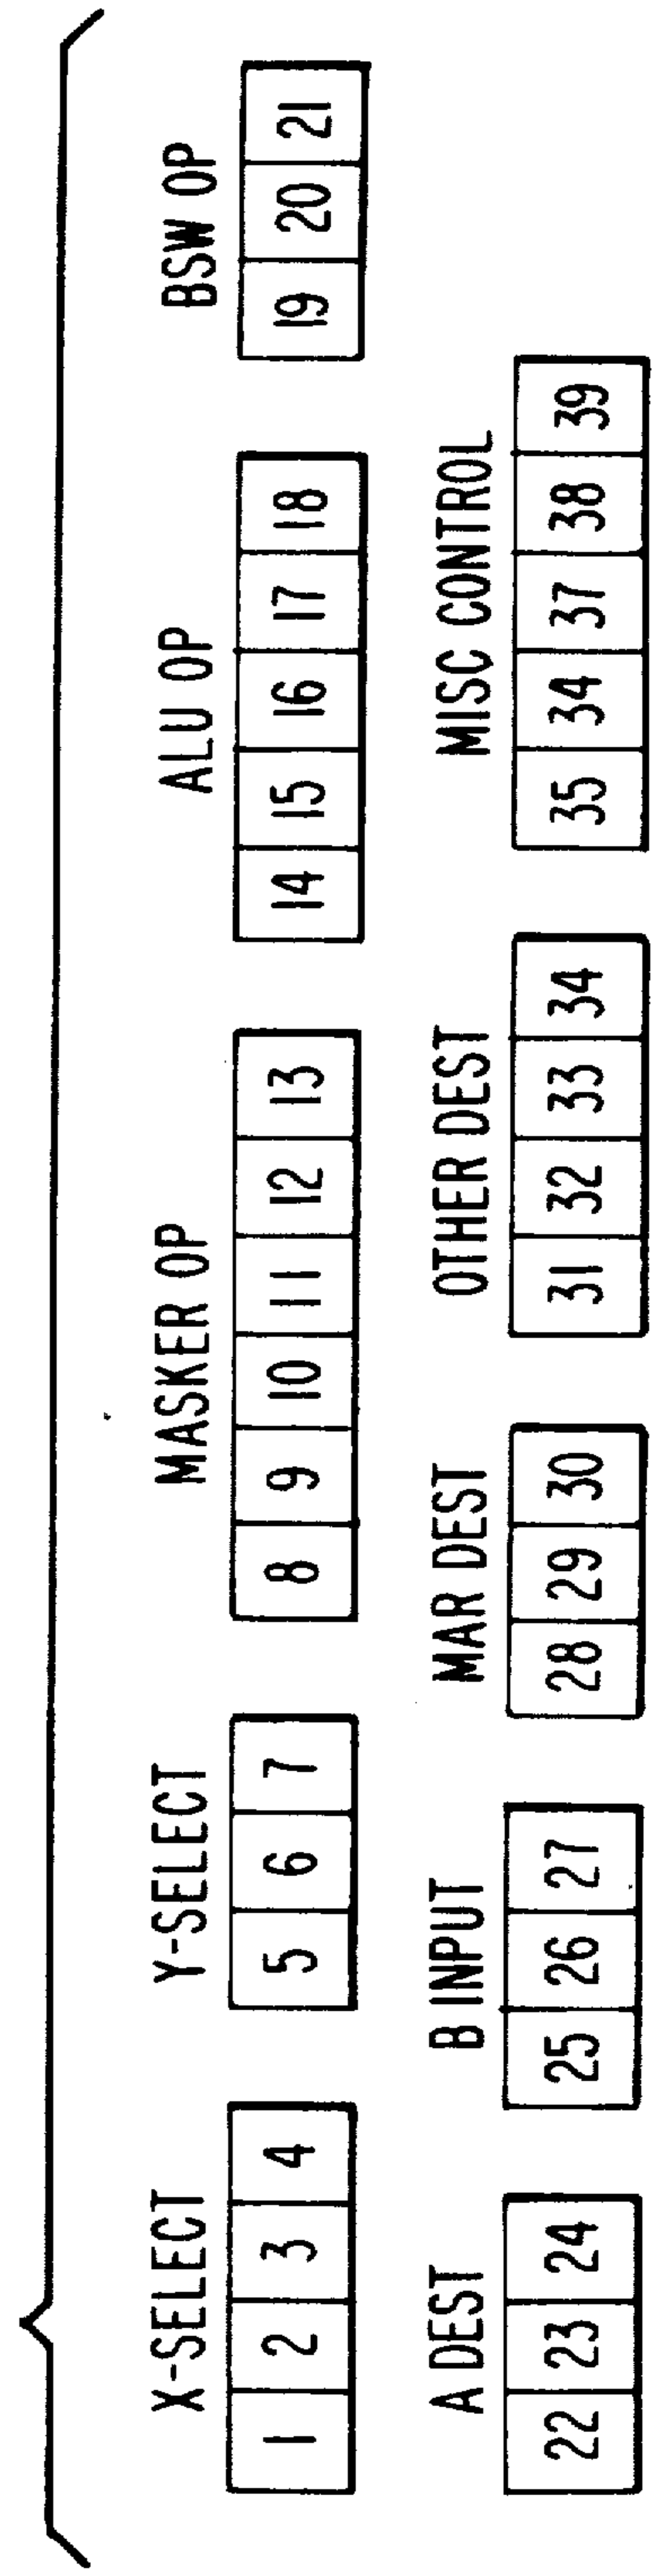 X-SELECT Y-SELECT MASKER OP ALU OP BSW OP
1 2 3 4 5 6 7 8 9 10 11 12 13 14 15 16 17 18 19 20 21
A DEST B INPUT MAR DEST OTHER DEST MISC CONTROL
22 23 24 25 26 27 28 29 30 31 32 33 34 35 34 37 38 39